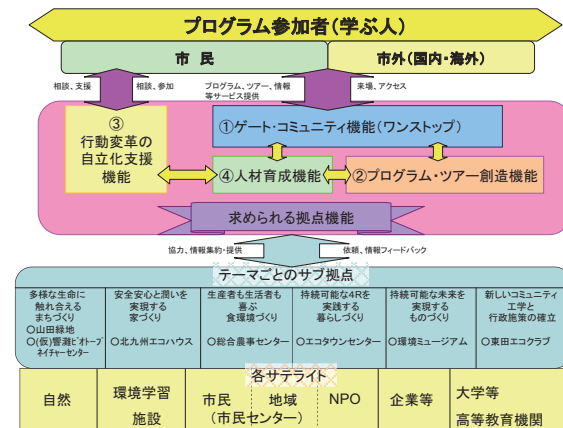 プログラム参加者(学ぶ人)
市 民
市外(国内・海外)
相談、支援
相談、参加
プログラム、ツアー、情報
等サービス提供
来場、アクセス
③
行動変革の
自立化支援
機能
①ゲート・コミュニティ機能(ワンストップ)
④人材育成機能
②プログラム・ツアー創造機能
求められる拠点機能
協力、情報集約・提供
依頼、情報フィードバック
テーマごとのサブ拠点
多様な生命に
触れ合える
まちづくり
○山田緑地
○(仮)響灘ビオトープ
ネイチャーセンター
安全安心と潤いを
実現する
家づくり
○北九州エコハウス
生産者も生活者も
喜ぶ
食環境づくり
○総合農事センター
持続可能な4Rを
実践する
暮らしづくり
○エコタウンセンター
持続可能な未来を
実現する
ものづくり
○環境ミュージアム
新しいコミュニティ
工学と
行政施策の確立
○東田エコクラブ
各サテライト
自然
環境学習
施設
市民 地域
(市民センター)
NPO
企業等
大学等
高等教育機関